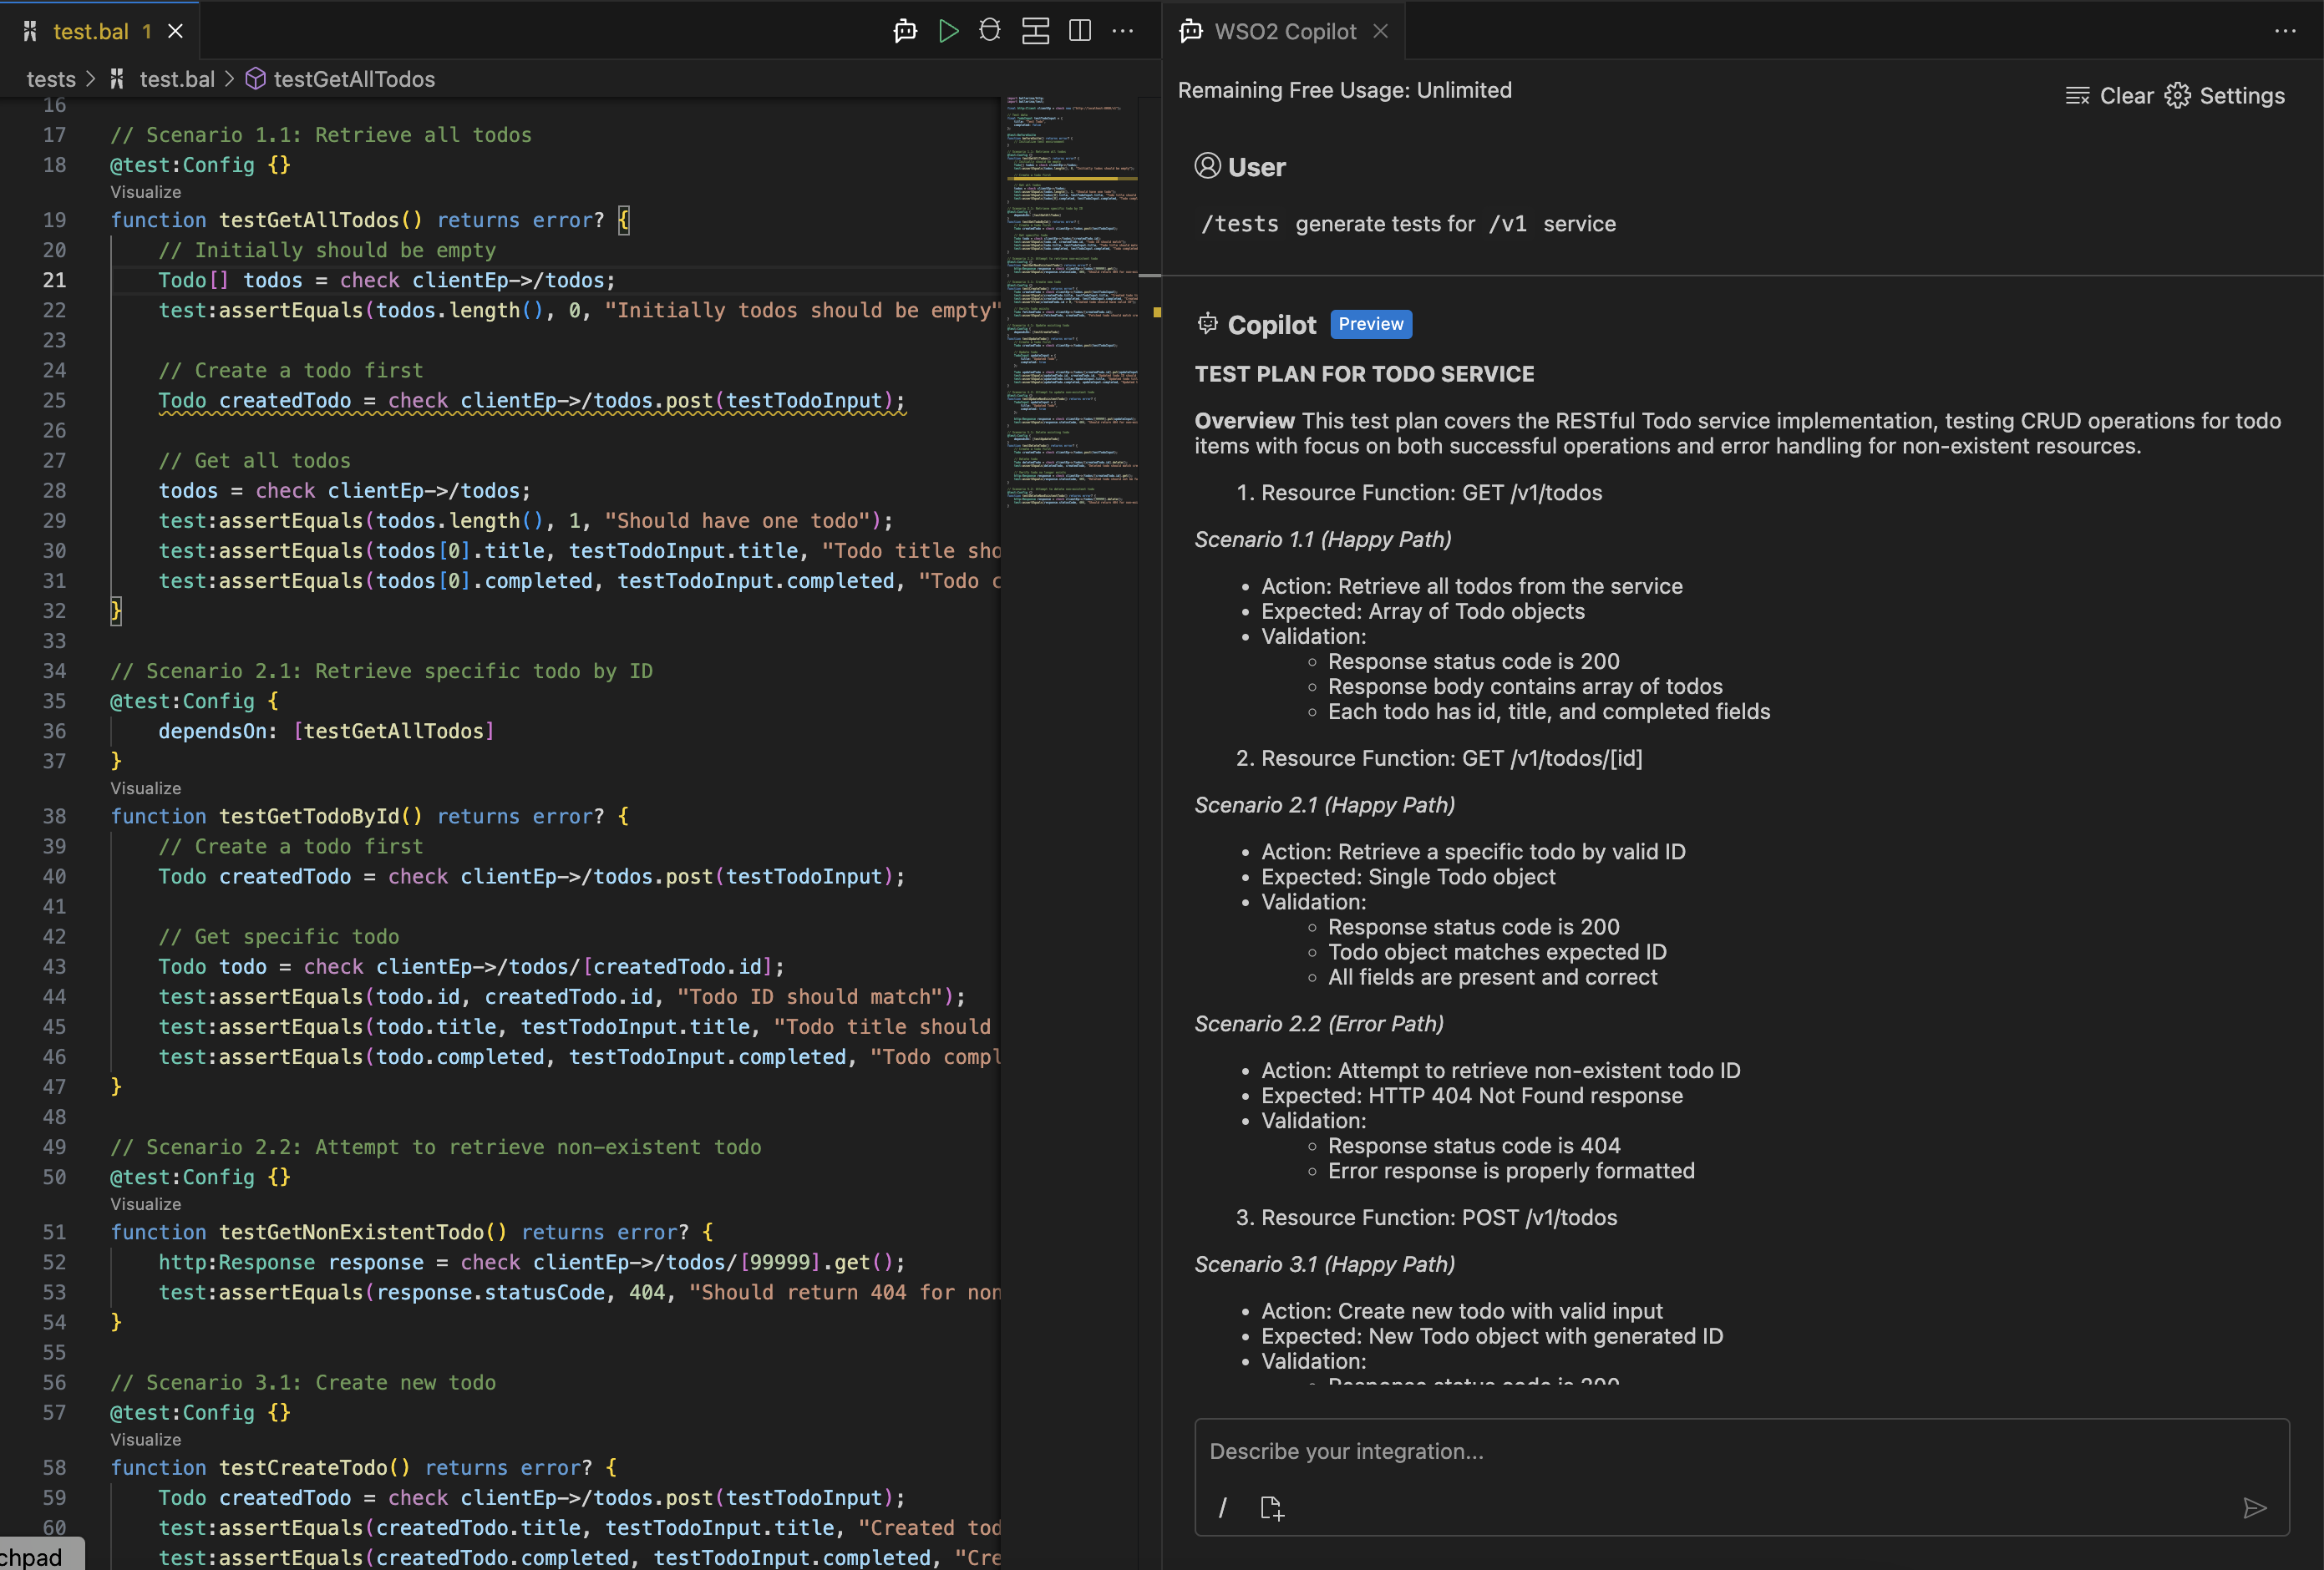 test.bal 1
tests > test.bal > testGetAllTodos
16
17 // Scenario 1.1: Retrieve all todos
18 @test:Config {}
Visualize
19 function testGetAllTodos() returns error? {
20 // Initially should be empty
21 Todo[] todos = check clientEp->/todos;
22 test:assertEquals(todos.length(), 0, "Initially todos should be empty"
23
24 // Create a todo first
25 Todo createdTodo = check clientEp->/todos.post(testTodoInput);
26
27 // Get all todos
28 todos = check clientEp->/todos;
29 test:assertEquals(todos.length(), 1, "Should have one todo");
30 test:assertEquals(todos[0].title, testTodoInput.title, "Todo title sho
31 test:assertEquals(todos[0].completed, testTodoInput.completed, "Todo c
32 }
33
34 // Scenario 2.1: Retrieve specific todo by ID
35 @test:Config {
36 dependsOn: [testGetAllTodos]
37 }
Visualize
38 function testGetTodoById() returns error? {
39 // Create a todo first
40 Todo createdTodo = check clientEp->/todos.post(testTodoInput);
41
42 // Get specific todo
43 Todo todo = check clientEp->/todos/[createdTodo.id];
44 test:assertEquals(todo.id, createdTodo.id, "Todo ID should match");
45 test:assertEquals(todo.title, testTodoInput.title, "Todo title should
46 test:assertEquals(todo.completed, testTodoInput.completed, "Todo compl
47 }
48
49 // Scenario 2.2: Attempt to retrieve non-existent todo
50 @test:Config {}
Visualize
51 function testGetNonExistentTodo() returns error? {
52 http:Response response = check clientEp->/todos/[99999].get();
53 test:assertEquals(response.statusCode, 404, "Should return 404 for non
54 }
55
56 // Scenario 3.1: Create new todo
57 @test:Config {}
Visualize
58 function testCreateTodo() returns error? {
59 Todo createdTodo = check clientEp->/todos.post(testTodoInput);
60 test:assertEquals(createdTodo.title, testTodoInput.title, "Created tod
test:assertEquals(createdTodo.completed, testTodoInput.completed, "Cre
chpad
WSO2 Copilot
Remaining Free Usage: Unlimited
Clear Settings
User
/tests generate tests for /v1 service
Copilot Preview
TEST PLAN FOR TODO SERVICE
Overview This test plan covers the RESTful Todo service implementation, testing CRUD operations for todo
items with focus on both successful operations and error handling for non-existent resources.
1. Resource Function: GET /v1/todos
Scenario 1.1 (Happy Path)
• Action: Retrieve all todos from the service
• Expected: Array of Todo objects
• Validation:
◦ Response status code is 200
◦ Response body contains array of todos
◦ Each todo has id, title, and completed fields
2. Resource Function: GET /v1/todos/[id]
Scenario 2.1 (Happy Path)
• Action: Retrieve a specific todo by valid ID
• Expected: Single Todo object
• Validation:
◦ Response status code is 200
◦ Todo object matches expected ID
◦ All fields are present and correct
Scenario 2.2 (Error Path)
• Action: Attempt to retrieve non-existent todo ID
• Expected: HTTP 404 Not Found response
• Validation:
◦ Response status code is 404
◦ Error response is properly formatted
3. Resource Function: POST /v1/todos
Scenario 3.1 (Happy Path)
• Action: Create new todo with valid input
• Expected: New Todo object with generated ID
• Validation:
◦ Response status code is 200
Describe your integration...
/